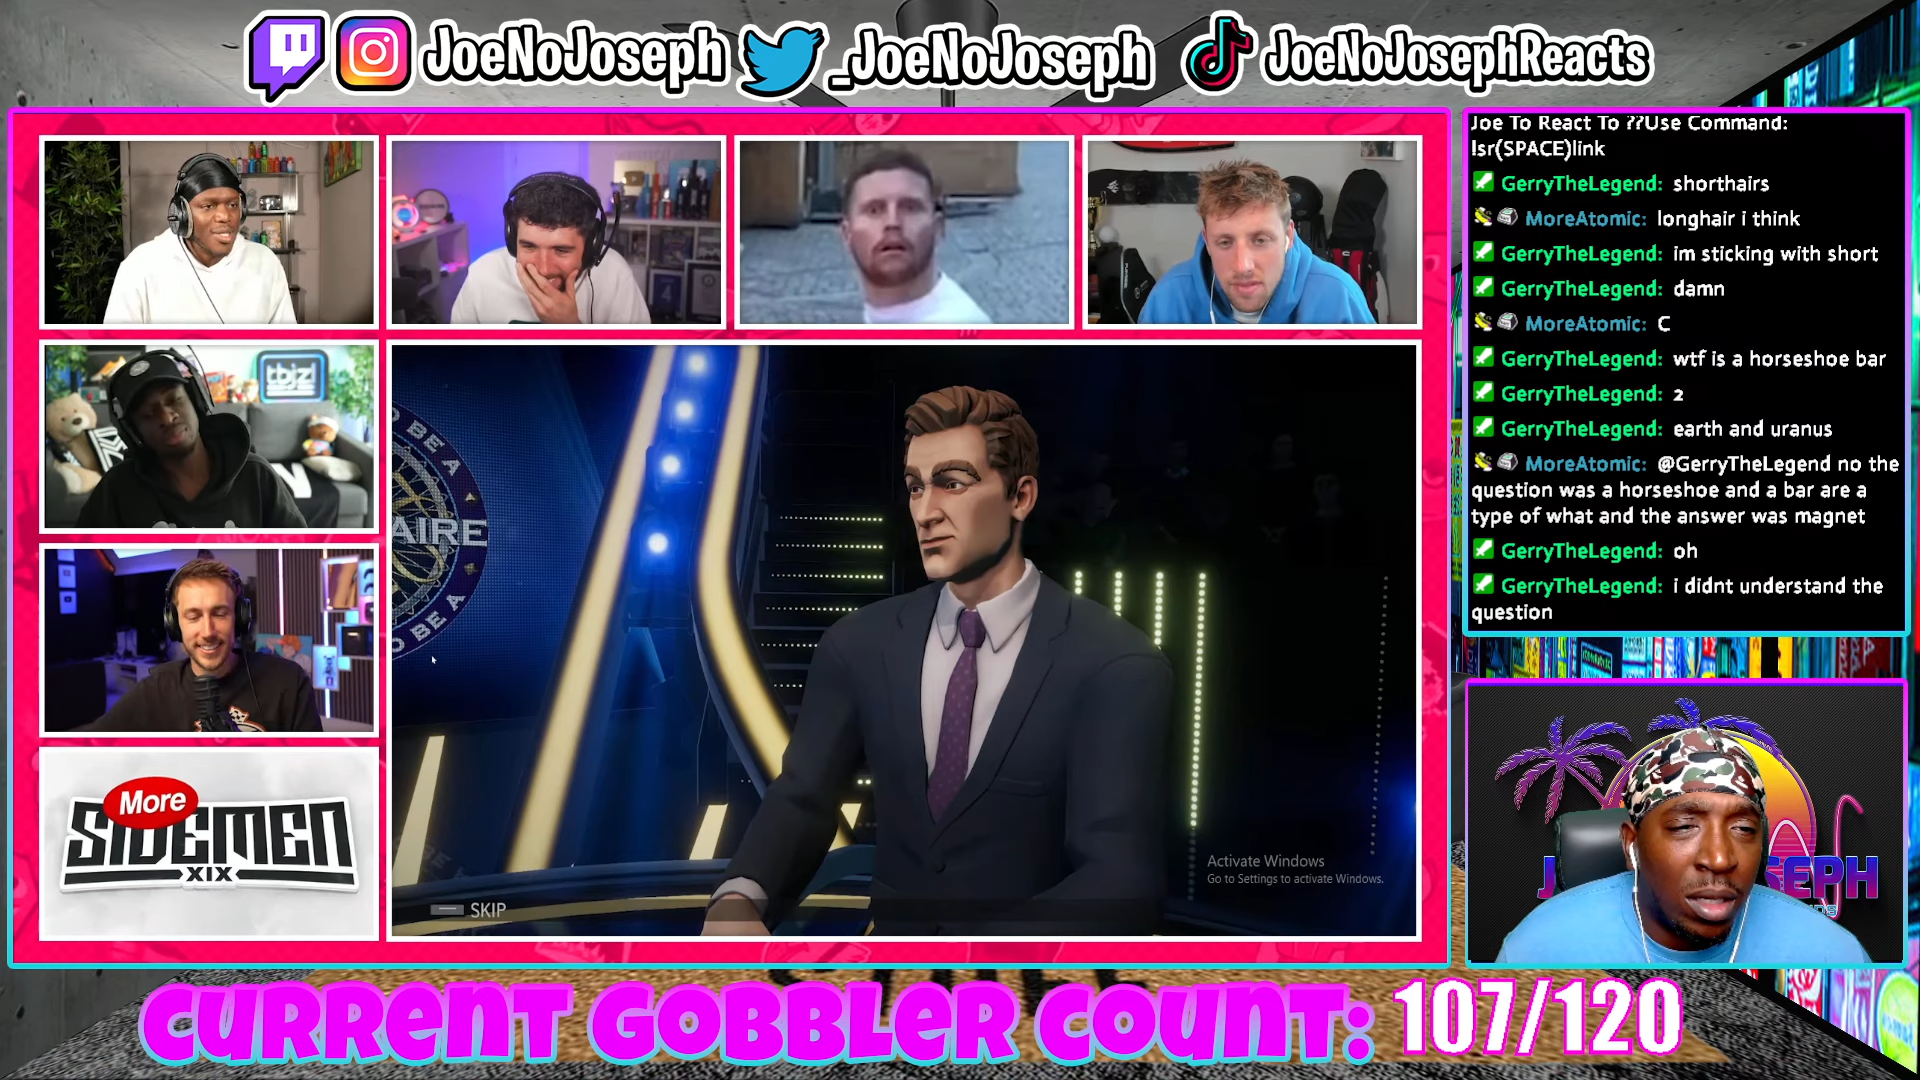 JoeNoJoseph
_JoeNoJoseph
JoeNoJosephReacts
Joe To React To ??Use Command:
!sr(SPACE)link
GerryTheLegend: shorthairs
MoreAtomic: longhair i think
GerryTheLegend: im sticking with short
GerryTheLegend: damn
MoreAtomic: C
GerryTheLegend: wtf is a horseshoe bar
GerryTheLegend: 2
GerryTheLegend: earth and uranus
MoreAtomic: @GerryTheLegend no the
question was a horseshoe and a bar are a
type of what and the answer was magnet
GerryTheLegend: oh
GerryTheLegend: i didnt understand the
question
tbjzl
More
SIDEMEN
XIX
O BE A
AIRE
O BE A
Activate Windows
Go to Settings to activate Windows.
SKIP
J
SEPH
CURRENT GOBBLER COUNT: 107/120